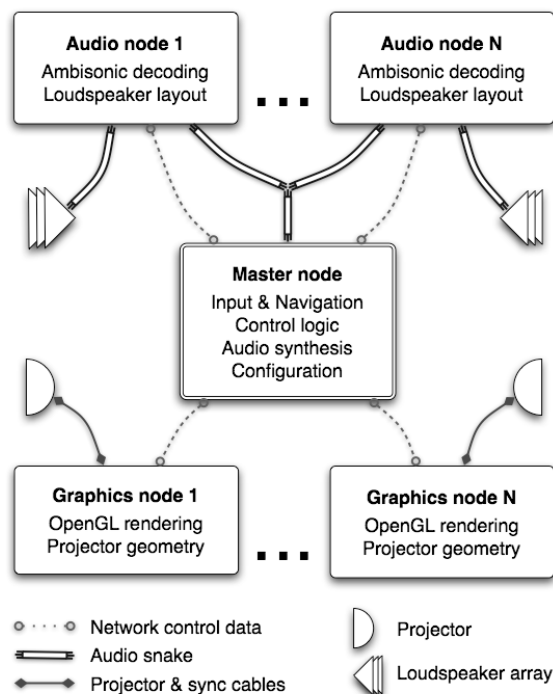 Audio node 1
Ambisonic decoding
Loudspeaker layout
...
Audio node N
Ambisonic decoding
Loudspeaker layout
Master node
Input & Navigation
Control logic
Audio synthesis
Configuration
Graphics node 1
OpenGL rendering
Projector geometry
...
Graphics node N
OpenGL rendering
Projector geometry
Network control data
Audio snake
Projector & sync cables
Projector
Loudspeaker array